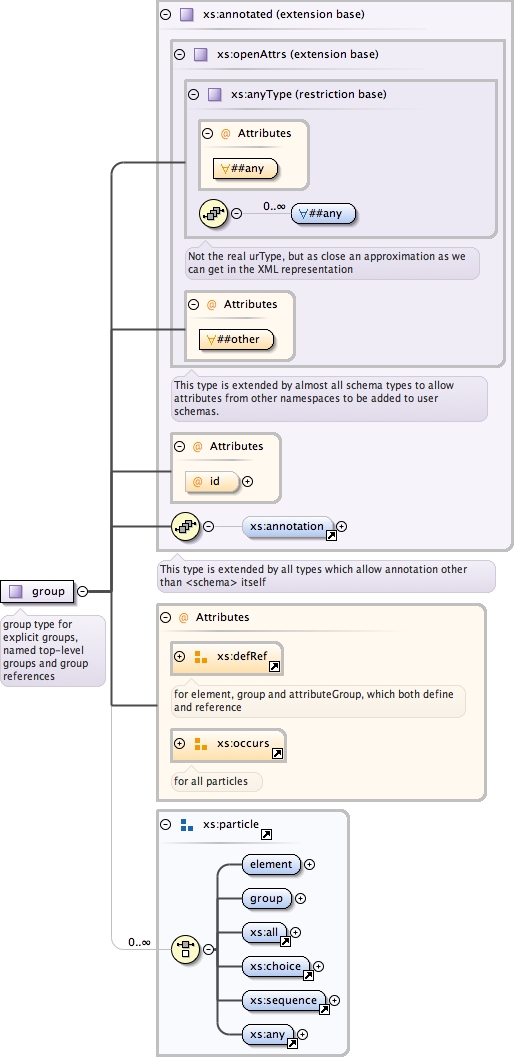 xs:annotated (extension base)
xs:openAttrs (extension base)
xs:anyType (restriction base)
@ Attributes
∀##any
0..∞
∀##any
Not the real urType, but as close an approximation as we
can get in the XML representation
@ Attributes
∀##other
This type is extended by almost all schema types to allow
attributes from other namespaces to be added to user
schemas.
@ Attributes
@ id
xs:annotation
This type is extended by all types which allow annotation other
than <schema> itself
group
group type for
explicit groups,
named top-level
groups and group
references
@ Attributes
xs:defRef
for element, group and attributeGroup, which both define
and reference
xs:occurs
for all particles
xs:particle
0..∞
element
group
xs:all
xs:choice
xs:sequence
xs:any